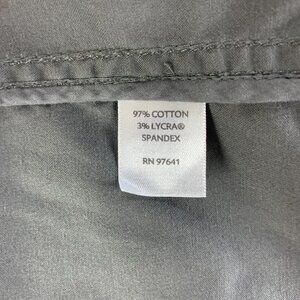 97% COTTON
3% LYCRA®
SPANDEX
RN 97641